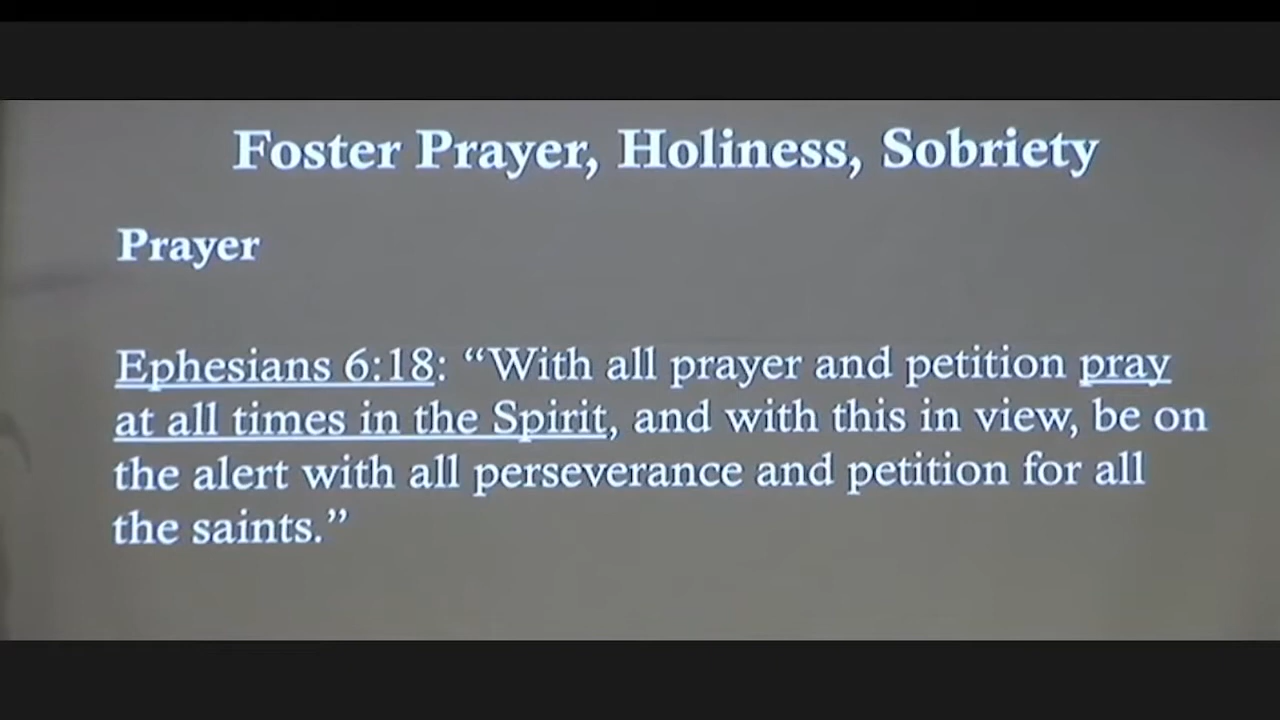 Foster Prayer, Holiness, Sobriety
Prayer
Ephesians 6:18: “With all prayer and petition pray
at all times in the Spirit, and with this in view, be on
the alert with all perseverance and petition for all
the saints.”